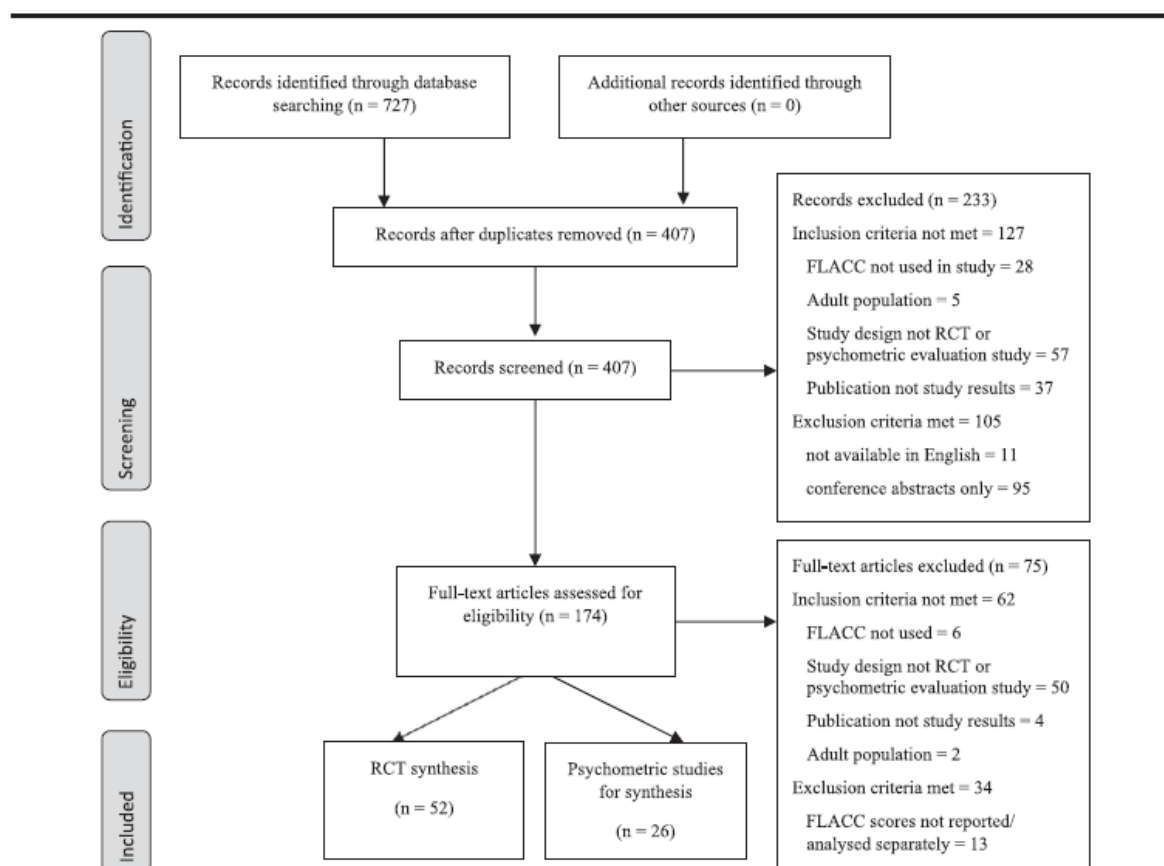 Identification
Records identified through database
searching (n = 727)
Additional records identified through
other sources (n = 0)
Records after duplicates removed (n = 407)
Screening
Records screened (n = 407)
Records excluded (n = 233)
Inclusion criteria not met = 127
FLACC not used in study = 28
Adult population = 5
Study design not RCT or
psychometric evaluation study = 57
Publication not study results = 37
Exclusion criteria met = 105
not available in English = 11
conference abstracts only = 95
Eligibility
Full-text articles assessed for
eligibility (n = 174)
Full-text articles excluded (n = 75)
Inclusion criteria not met = 62
FLACC not used = 6
Study design not RCT or
psychometric evaluation study = 50
Publication not study results = 4
Adult population = 2
Exclusion criteria met = 34
FLACC scores not reported/
analysed separately = 13
Included
RCT synthesis
(n = 52)
Psychometric studies
for synthesis
(n = 26)